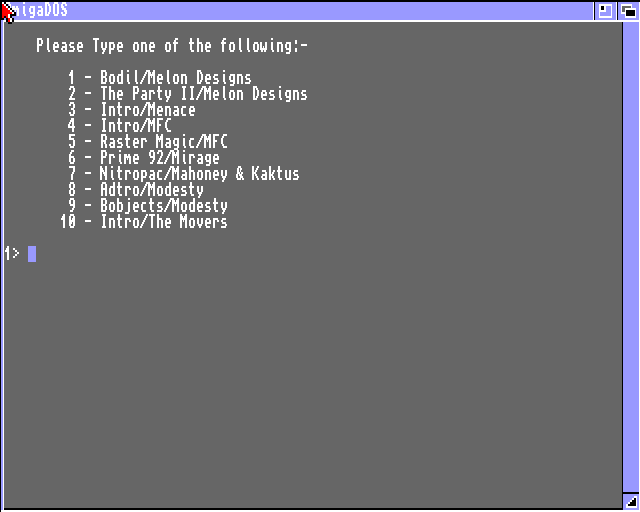 AmigaDOS
Please Type one of the following:-
1 - Bodil/Melon Designs
2 - The Party II/Melon Designs
3 - Intro/Menace
4 - Intro/MFC
5 - Raster Magic/MFC
6 - Prime 92/Mirage
7 - Nitropac/Mahoney & Kaktus
8 - Adtro/Modesty
9 - Bobjects/Modesty
10 - Intro/The Movers
1>